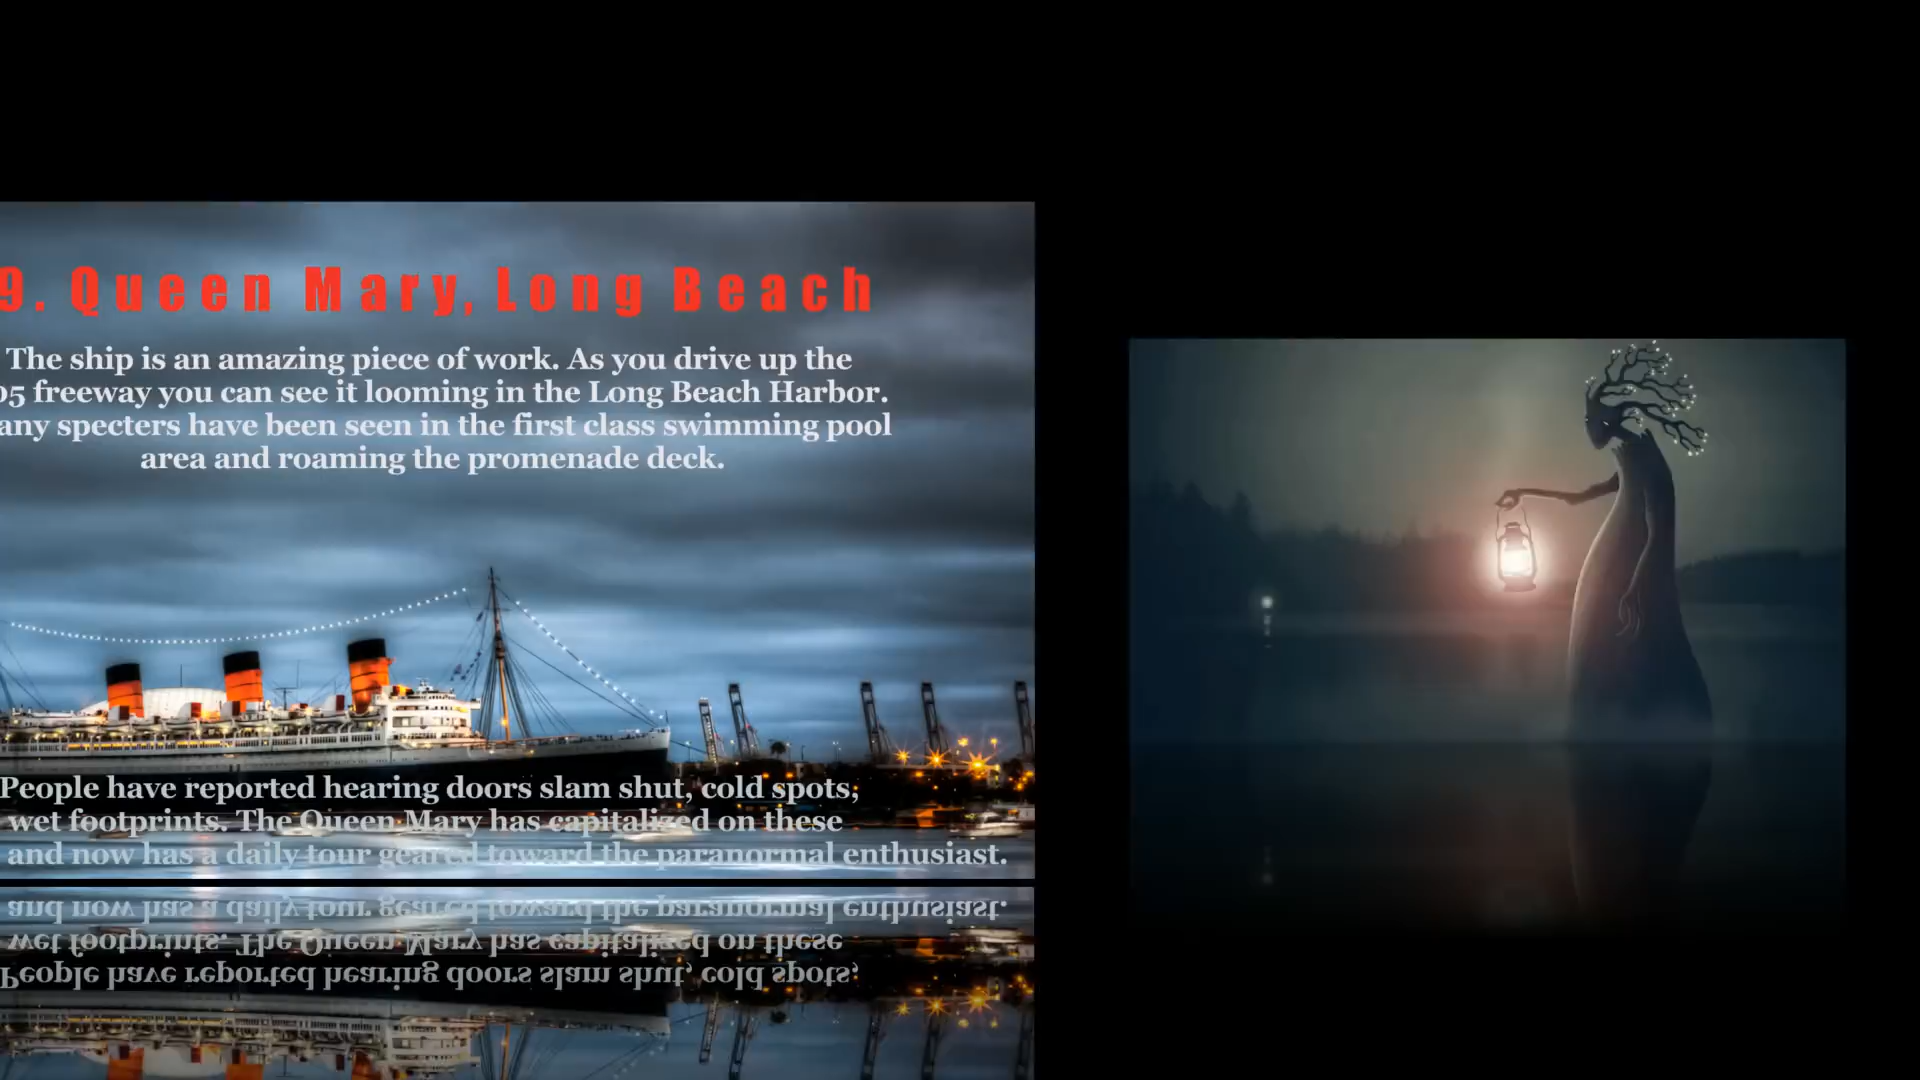 9. Queen Mary, Long Beach
The ship is an amazing piece of work. As you drive up the
05 freeway you can see it looming in the Long Beach Harbor.
any specters have been seen in the first class swimming pool
area and roaming the promenade deck.
People have reported hearing doors slam shut, cold spots,
wet footprints. The Queen Mary has capitalized on these
and now has a daily tour geared toward the paranormal enthusiast.